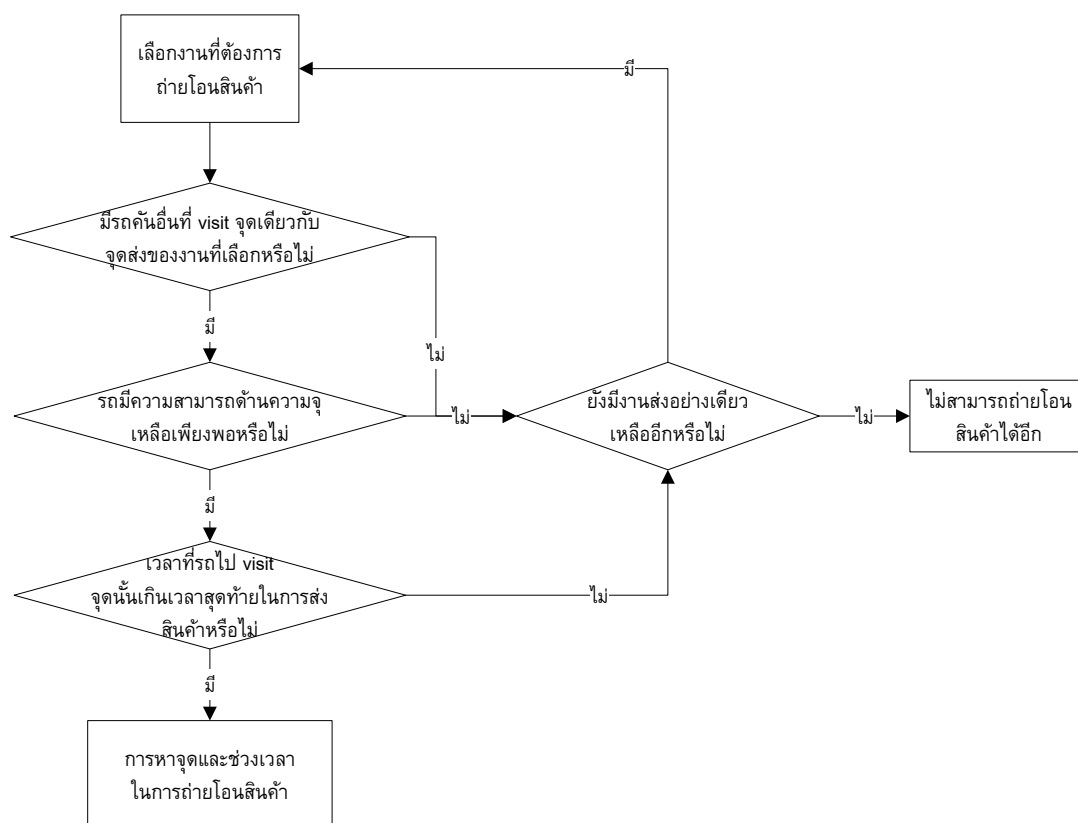 เลือกงานที่ต้องการ
ถ่ายโอนสินค้า
มี
มีรถคันอื่นที่ visit จุดเดียวกับ
จุดส่งของงานที่เลือกหรือไม่
มี
ไม่
รถมีความสามารถด้านความจุ
เหลือเพียงพอหรือไม่
ไม่
ยังมีงานส่งอย่างเดียว
เหลืออีกหรือไม่
ไม่
ไม่สามารถถ่ายโอน
สินค้าได้อีก
มี
เวลาที่รถไป visit
จุดนั้นเกินเวลาสุดท้ายในการส่ง
สินค้าหรือไม่
ไม่
มี
การหาจุดและช่วงเวลา
ในการถ่ายโอนสินค้า